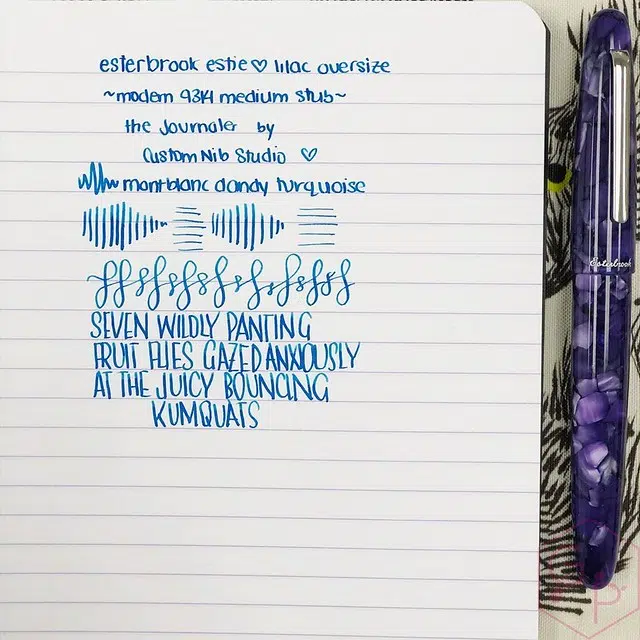 esterbrook estie ♡ lilac oversize
~modern 9314 medium stub~
the Journaler by
Custom Nib Studio ♡
montblanc dandy turquoise
SEVEN WILDLY PANTING
FRUIT FLIES GAZED ANXIOUSLY
AT THE JUICY BOUNCING
KUMQUATS
Esterbrook